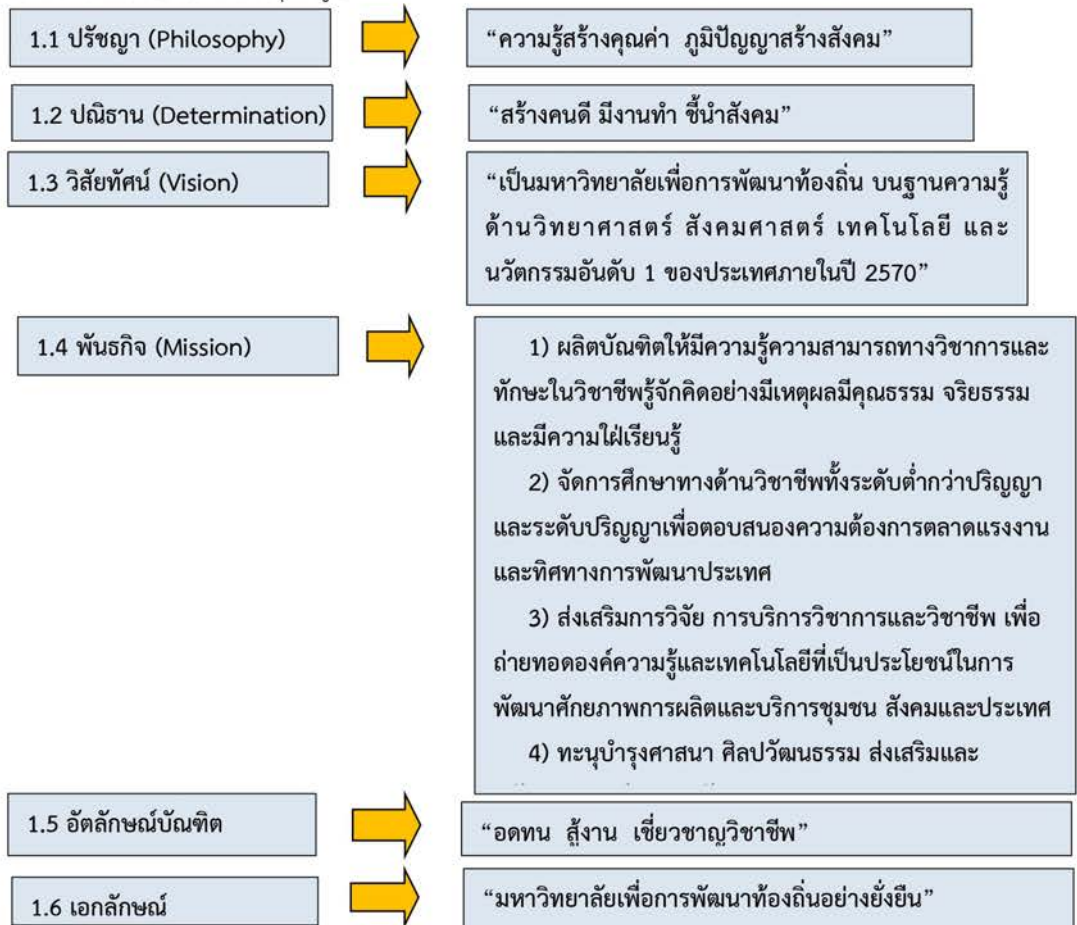 1.1 ปรัชญา (Philosophy)
“ความรู้สร้างคุณค่า ภูมิปัญญาสร้างสังคม”
1.2 ปณิธาน (Determination)
“สร้างคนดี มีงานทำ ชี้นำสังคม”
1.3 วิสัยทัศน์ (Vision)
“เป็นมหาวิทยาลัยเพื่อการพัฒนาท้องถิ่น บนฐานความรู้
ด้านวิทยาศาสตร์ สังคมศาสตร์ เทคโนโลยี และ
นวัตกรรมอันดับ 1 ของประเทศภายในปี 2570”
1.4 พันธกิจ (Mission)
1) ผลิตบัณฑิตให้มีความรู้ความสามารถทางวิชาการและ
ทักษะในวิชาชีพรู้จักคิดอย่างมีเหตุผลมีคุณธรรม จริยธรรม
และมีความใฝ่เรียนรู้
2) จัดการศึกษาทางด้านวิชาชีพทั้งระดับต่ำกว่าปริญญา
และระดับปริญญาเพื่อตอบสนองความต้องการตลาดแรงงาน
และทิศทางการพัฒนาประเทศ
3) ส่งเสริมการวิจัย การบริการวิชาการและวิชาชีพ เพื่อ
ถ่ายทอดองค์ความรู้และเทคโนโลยีที่เป็นประโยชน์ในการ
พัฒนาศักยภาพการผลิตและบริการชุมชน สังคมและประเทศ
4) ทะนุบำรุงศาสนา ศิลปวัฒนธรรม ส่งเสริมและ
1.5 อัตลักษณ์บัณฑิต
“อดทน สู้งาน เชี่ยวชาญวิชาชีพ”
1.6 เอกลักษณ์
“มหาวิทยาลัยเพื่อการพัฒนาท้องถิ่นอย่างยั่งยืน”